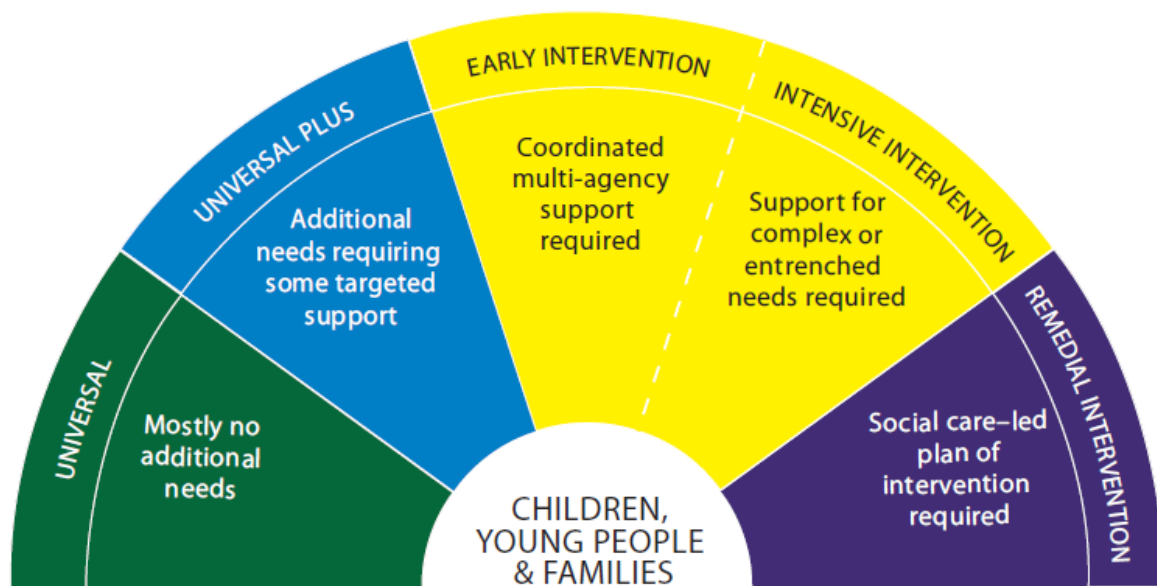 UNIVERSAL
Mostly no
additional
needs
UNIVERSAL PLUS
Additional
needs requiring
some targeted
support
EARLY INTERVENTION
Coordinated
multi-agency
support
required
INTENSIVE INTERVENTION
Support for
complex or
entrenched
needs required
REMEDIAL INTERVENTION
Social care–led
plan of
intervention
required
CHILDREN,
YOUNG PEOPLE
& FAMILIES